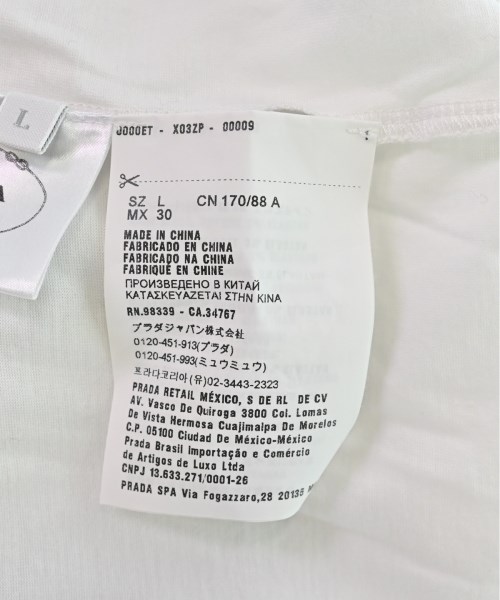 L
J000ET - X03ZP - 00009
SZ L CN 170/88 A
MX 30
MADE IN CHINA
FABRICADO EN CHINA
FABRICADO NA CHINA
FABRIQUÉ EN CHINE
ПРОИЗВЕДЕНО В КИТАЙ
ΚΑΤΑΣΚΕΥΑΖΕΤΑΙ ΣΤΗΝ ΚΙΝΑ
RN.98339 - CA.34767
プラダジャパン株式会社
0120-451-913(プラダ)
0120-451-993(ミュウミュウ)
프라다코리아(유)02-3443-2323
PRADA RETAIL MÉXICO, S DE RL DE CV
AV. Vasco De Quiroga 3800 Col. Lomas
De Vista Hermosa Cuajimalpa De Morelos
C.P. 05100 Ciudad De México-México
Prada Brasil Importação e Comércio
de Artigos de Luxo Ltda
CNPJ 13.633.271/0001-26
PRADA SPA Via Fogazzaro,28 20135